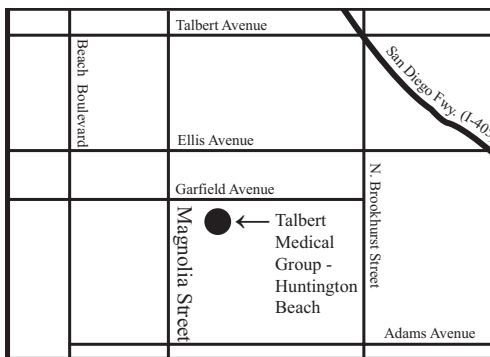 Talbert Avenue
Beach Boulevard
San Diego Fwy. (I-405
Ellis Avenue
Garfield Avenue
N. Brookhurst Street
Magnolia Street
Talbert
Medical
Group -
Huntington
Beach
Adams Avenue